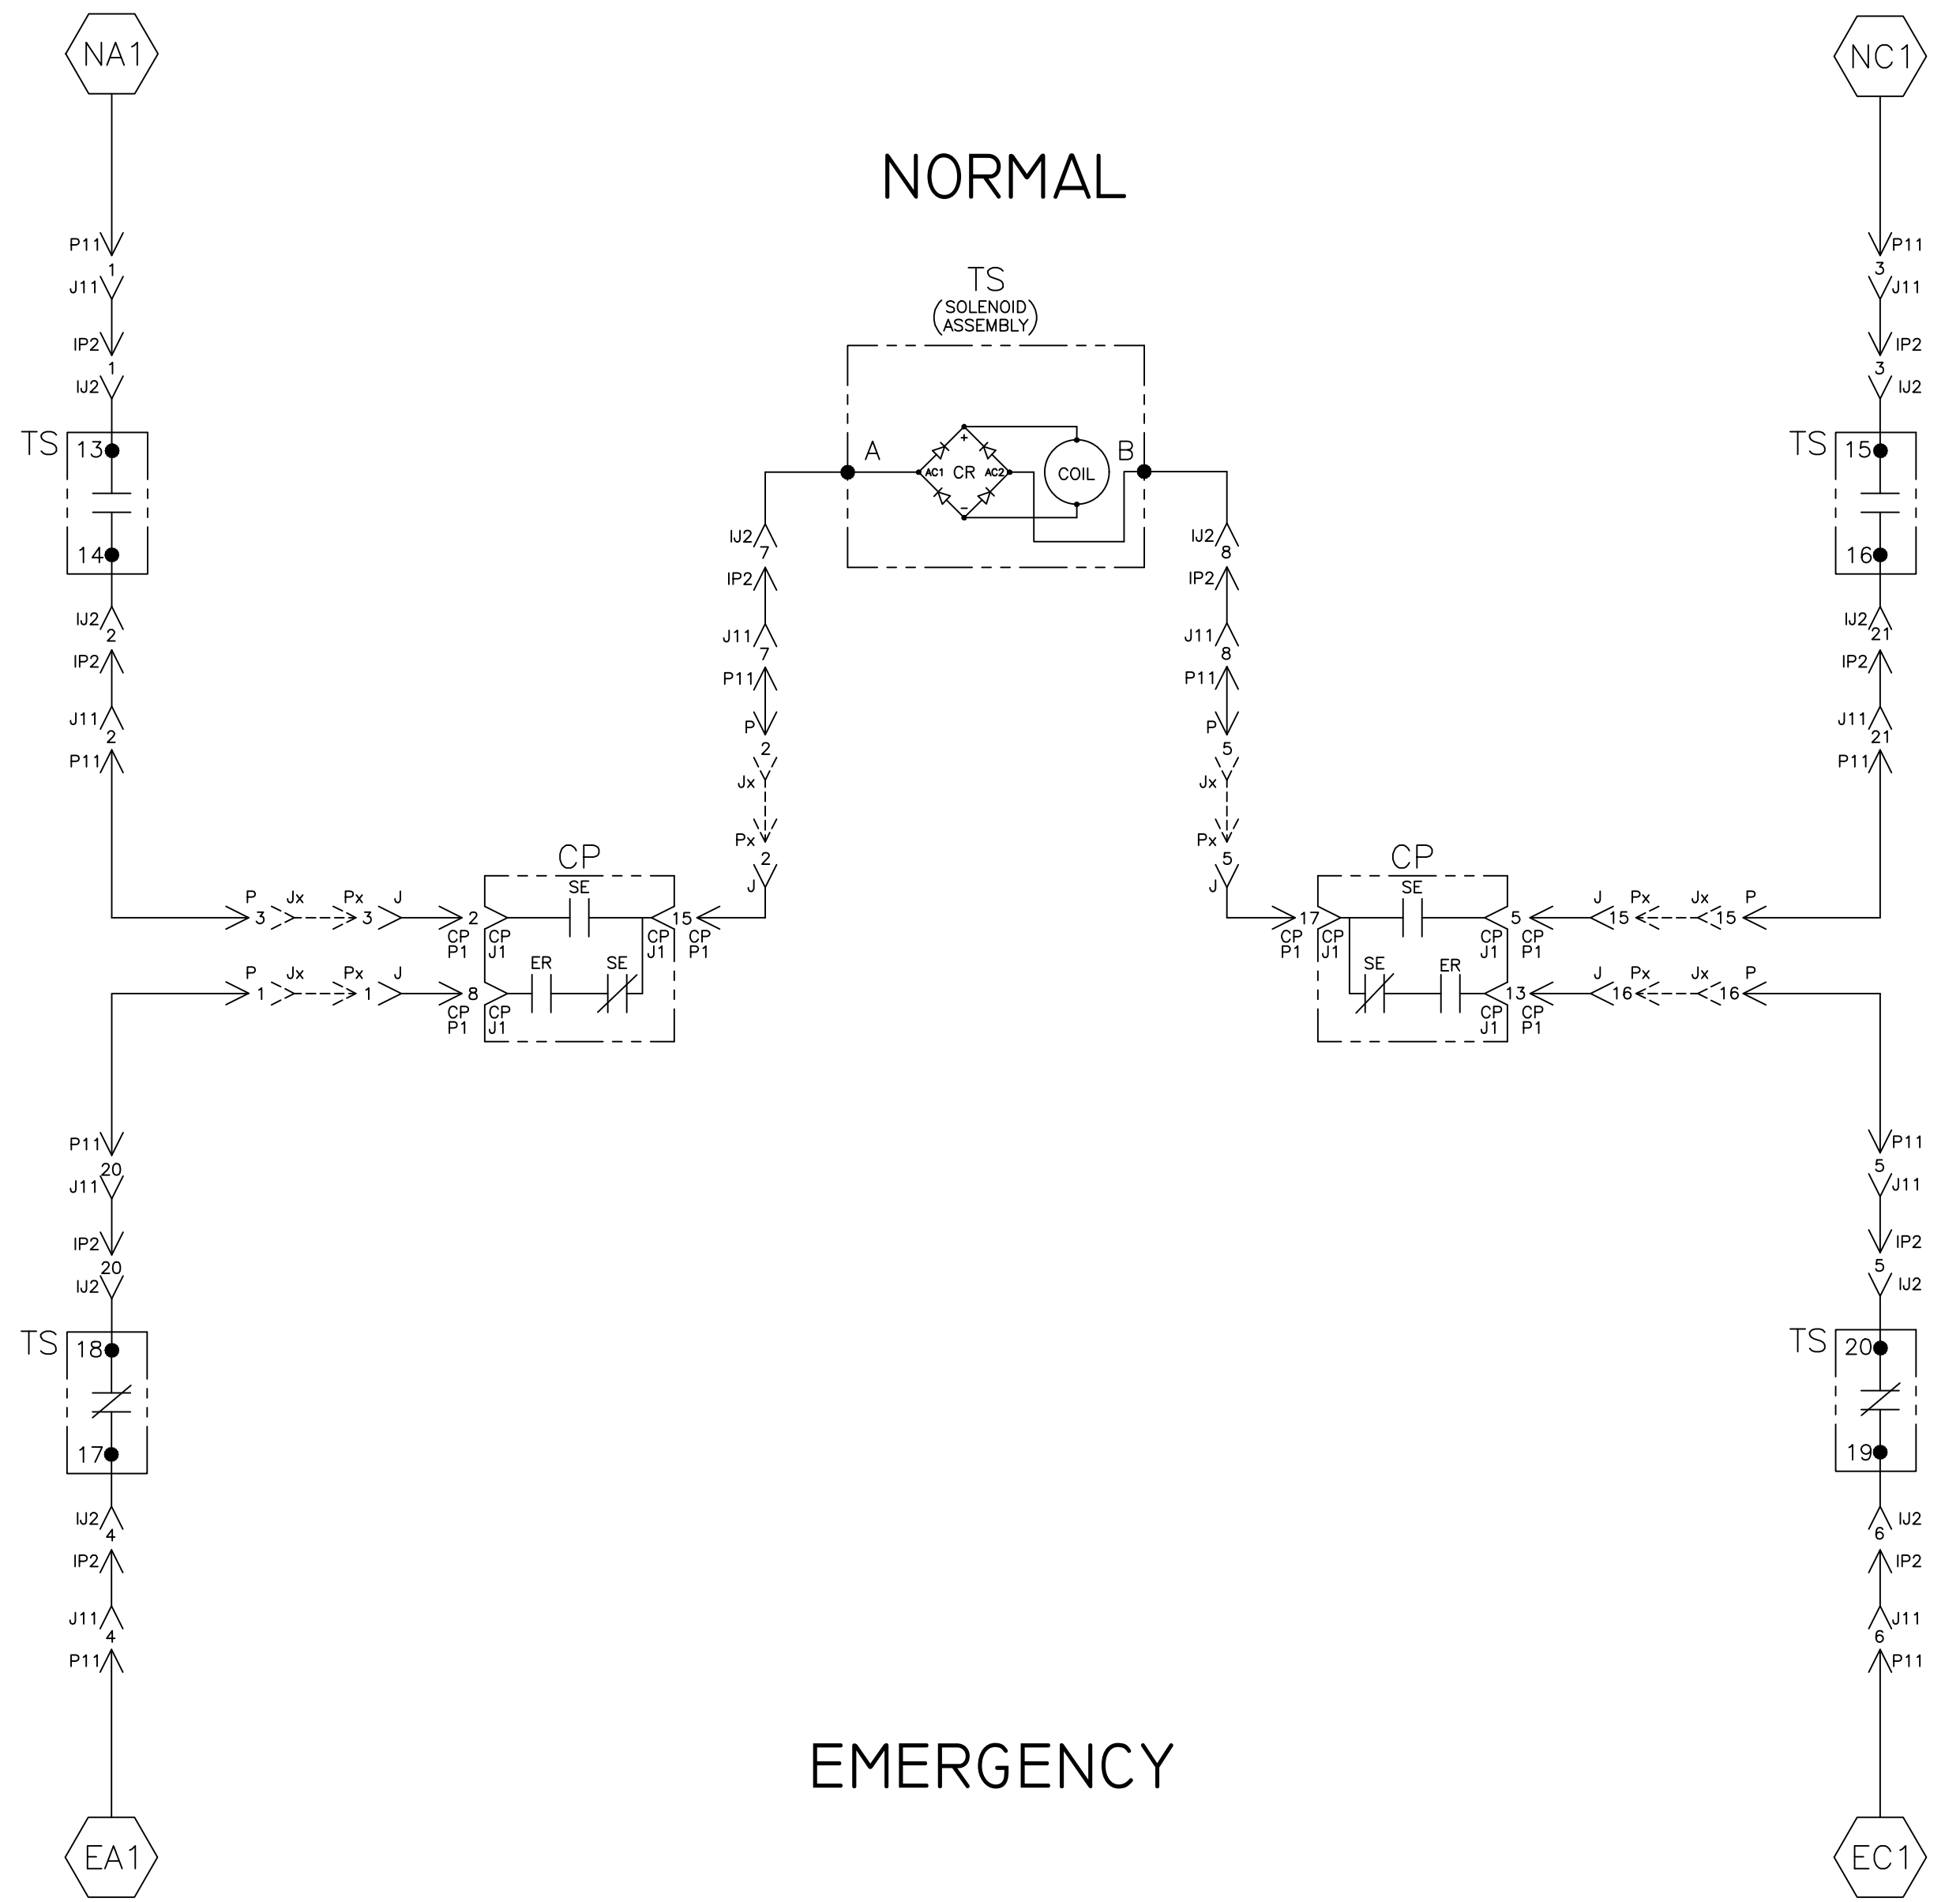 NA1
NC1
NORMAL
P11
1
J11
IP2
1
IJ2
P11
3
J11
IP2
3
IJ2
TS
(SOLENOID
ASSEMBLY)
TS
13
14
A
B
+
AC1
CR
AC2
−
COIL
TS
15
16
IJ2
2
IP2
J11
2
P11
IJ2
7
IP2
J11
7
P11
P
2
Jx
Px
2
J
IJ2
8
IP2
J11
8
P11
P
5
Jx
Px
5
J
IJ2
21
IP2
J11
21
P11
CP
P
3
Jx
Px
3
J
2
SE
15
CP
P1
CP
J1
CP
J1
CP
P1
P
1
Jx
Px
1
J
8
ER
SE
CP
P1
CP
J1
CP
17
SE
5
J
15
Px
Jx
15
P
CP
P1
CP
J1
CP
J1
CP
P1
SE
ER
13
J
16
Px
Jx
16
P
CP
J1
CP
P1
P11
20
J11
IP2
20
IJ2
P11
5
J11
IP2
5
IJ2
TS
18
17
TS
20
19
IJ2
4
IP2
J11
4
P11
IJ2
6
IP2
J11
6
P11
EMERGENCY
EA1
EC1